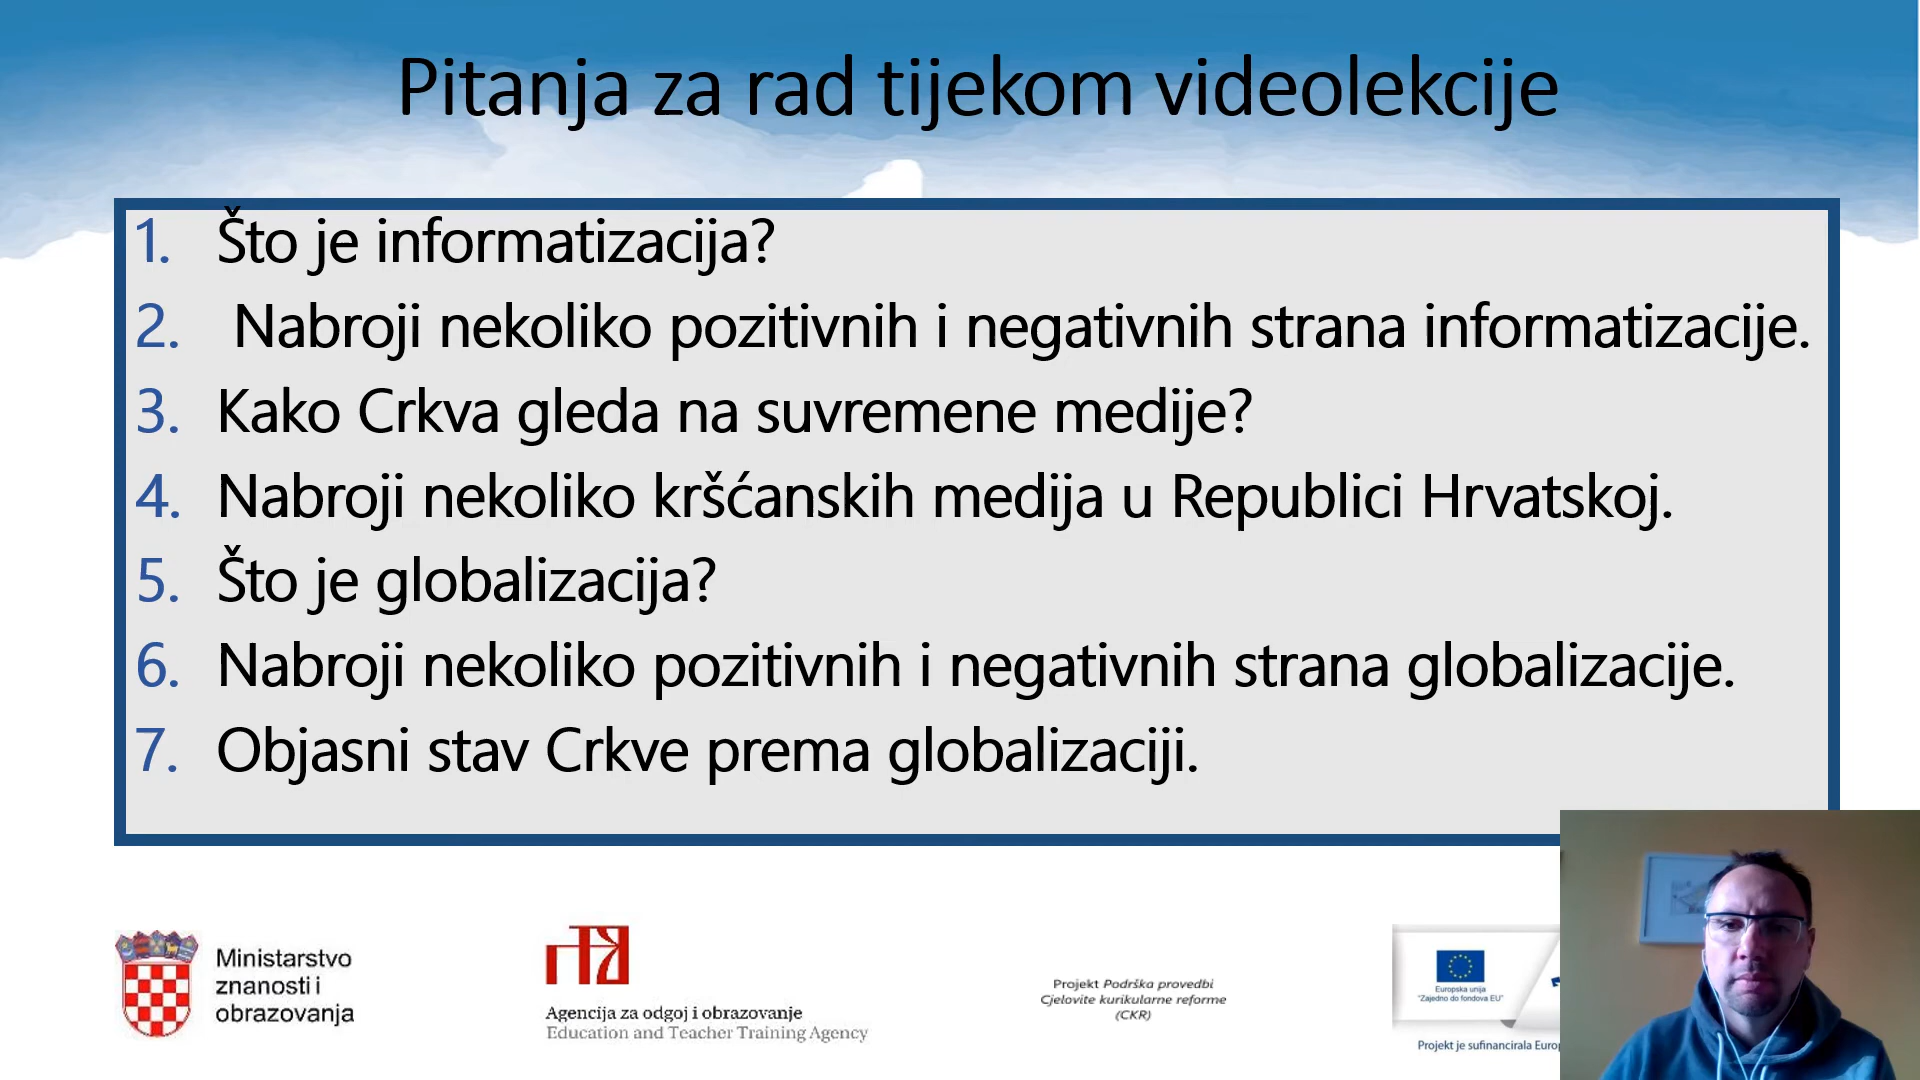 Pitanja za rad tijekom videolekcije
1. Što je informatizacija?
2. Nabroji nekoliko pozitivnih i negativnih strana informatizacije.
3. Kako Crkva gleda na suvremene medije?
4. Nabroji nekoliko kršćanskih medija u Republici Hrvatskoj.
5. Što je globalizacija?
6. Nabroji nekoliko pozitivnih i negativnih strana globalizacije.
7. Objasni stav Crkve prema globalizaciji.
Ministarstvo
znanosti i
obrazovanja
Agencija za odgoj i obrazovanje
Education and Teacher Training Agency
Projekt Podrška provedbi
Cjelovite kurikularne reforme
(CKR)
Europska unija
"Zajedno do fondova EU"
Projekt je sufinancirala